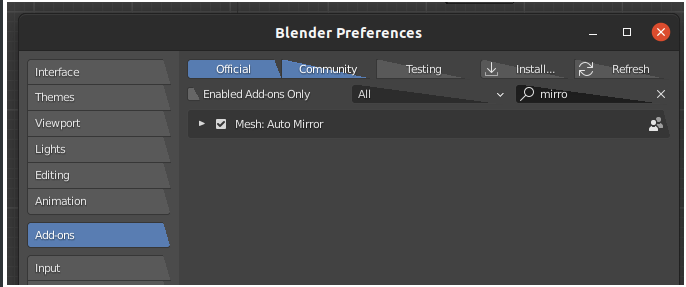 Blender Preferences
Interface
Themes
Viewport
Lights
Editing
Animation
Add-ons
Input
Official Community Testing Install... Refresh
Enabled Add-ons Only All mirro
Mesh: Auto Mirror